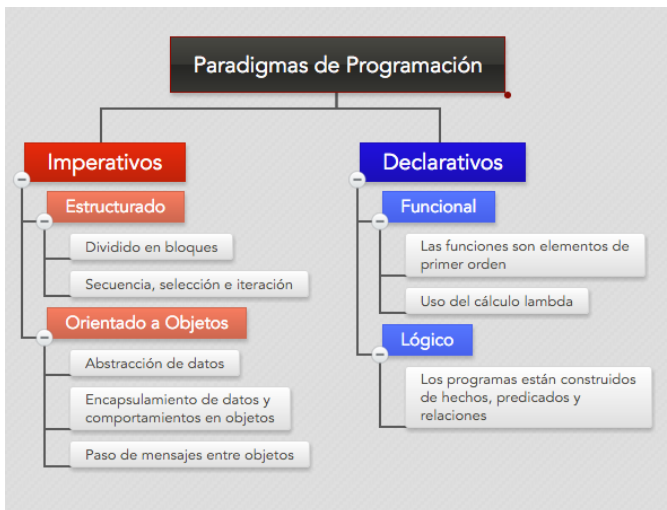 Paradigmas de Programación
Imperativos
Estructurado
Dividido en bloques
Secuencia, selección e iteración
Orientado a Objetos
Abstracción de datos
Encapsulamiento de datos y
comportamientos en objetos
Paso de mensajes entre objetos
Declarativos
Funcional
Las funciones son elementos de
primer orden
Uso del cálculo lambda
Lógico
Los programas están construidos
de hechos, predicados y
relaciones